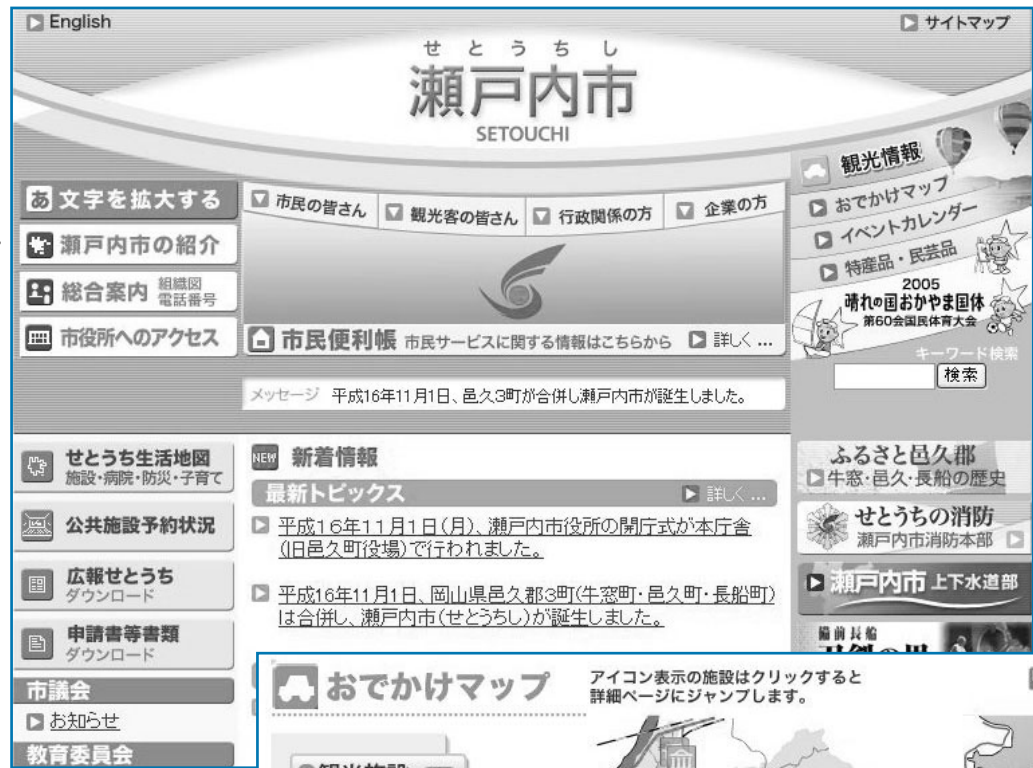 English
サイトマップ
せとうちし
瀬戸内市
SETOUCHI
観光情報
おでかけマップ
イベントカレンダー
特産品・民芸品
2005
晴れの国おかやま国体
第60会国民体育大会
キーワード検索
検索
あ 文字を拡大する
瀬戸内市の紹介
総合案内 組織図
電話番号
市役所へのアクセス
市民の皆さん
観光客の皆さん
行政関係の方
企業の方
市民便利帳 市民サービスに関する情報はこちらから 詳しく ...
メッセージ 平成16年11月1日、邑久3町が合併し瀬戸内市が誕生しました。
せとうち生活地図
施設・病院・防災・子育て
公共施設予約状況
広報せとうち
ダウンロード
申請書等書類
ダウンロード
市議会
お知らせ
教育委員会
NEW 新着情報
最新トピックス 詳しく ...
平成16年11月1日(月)、瀬戸内市役所の開庁式が本庁舎
(旧邑久町役場)で行われました。
平成16年11月1日、岡山県邑久郡3町(牛窓町・邑久町・長船町)
は合併し、瀬戸内市(せとうちし)が誕生しました。
ふるさと邑久郡
牛窓・邑久・長船の歴史
せとうちの消防
瀬戸内市消防本部
瀬戸内市 上下水道部
備前長船
おでかけマップ
アイコン表示の施設はクリックすると
詳細ページにジャンプします。
観光施設